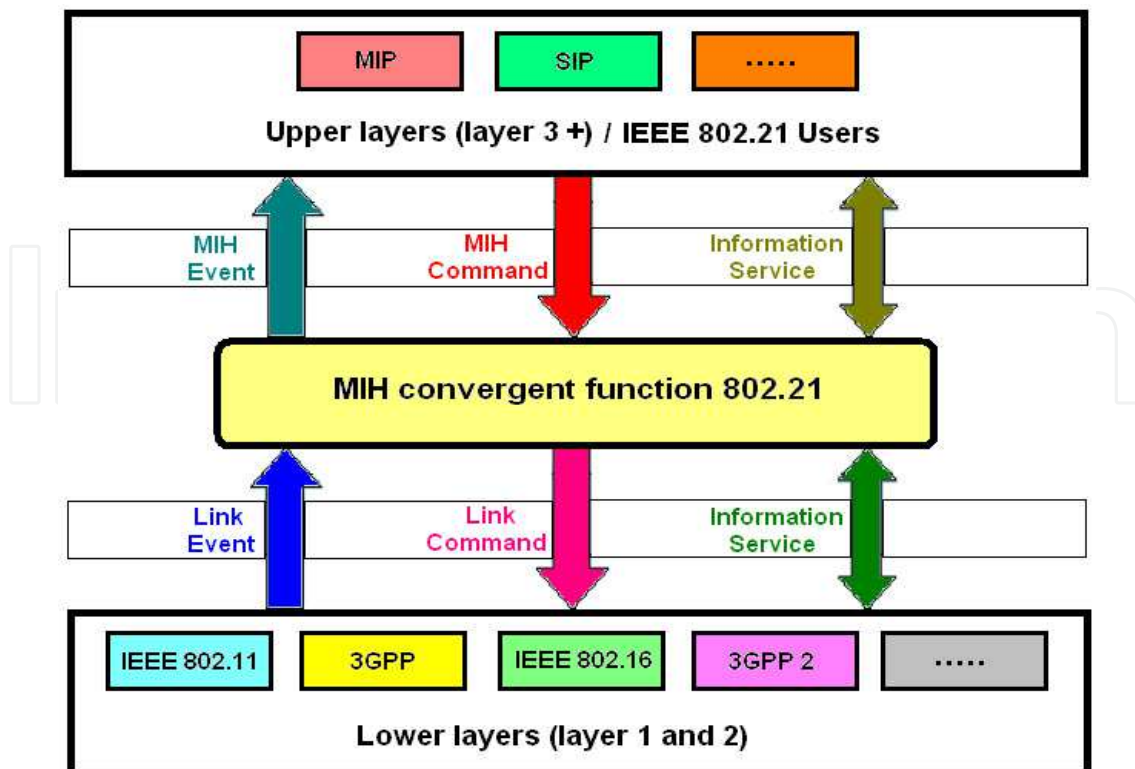 MIP SIP .....
Upper layers (layer 3 +) / IEEE 802.21 Users
MIH
Event
MIH
Command
Information
Service
MIH convergent function 802.21
Link
Event
Link
Command
Information
Service
IEEE 802.11 3GPP IEEE 802.16 3GPP 2 .....
Lower layers (layer 1 and 2)